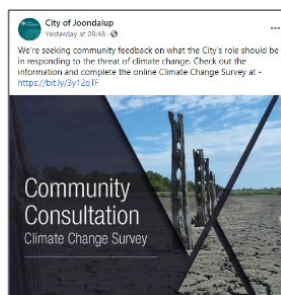 City of Joondalup
Yesterday at 09:48 ·
We're seeking community feedback on what the City's role should be
in responding to the threat of climate change. Check out the
information and complete the online Climate Change Survey at -
https://bit.ly/3y12qTF
Community
Consultation
Climate Change Survey